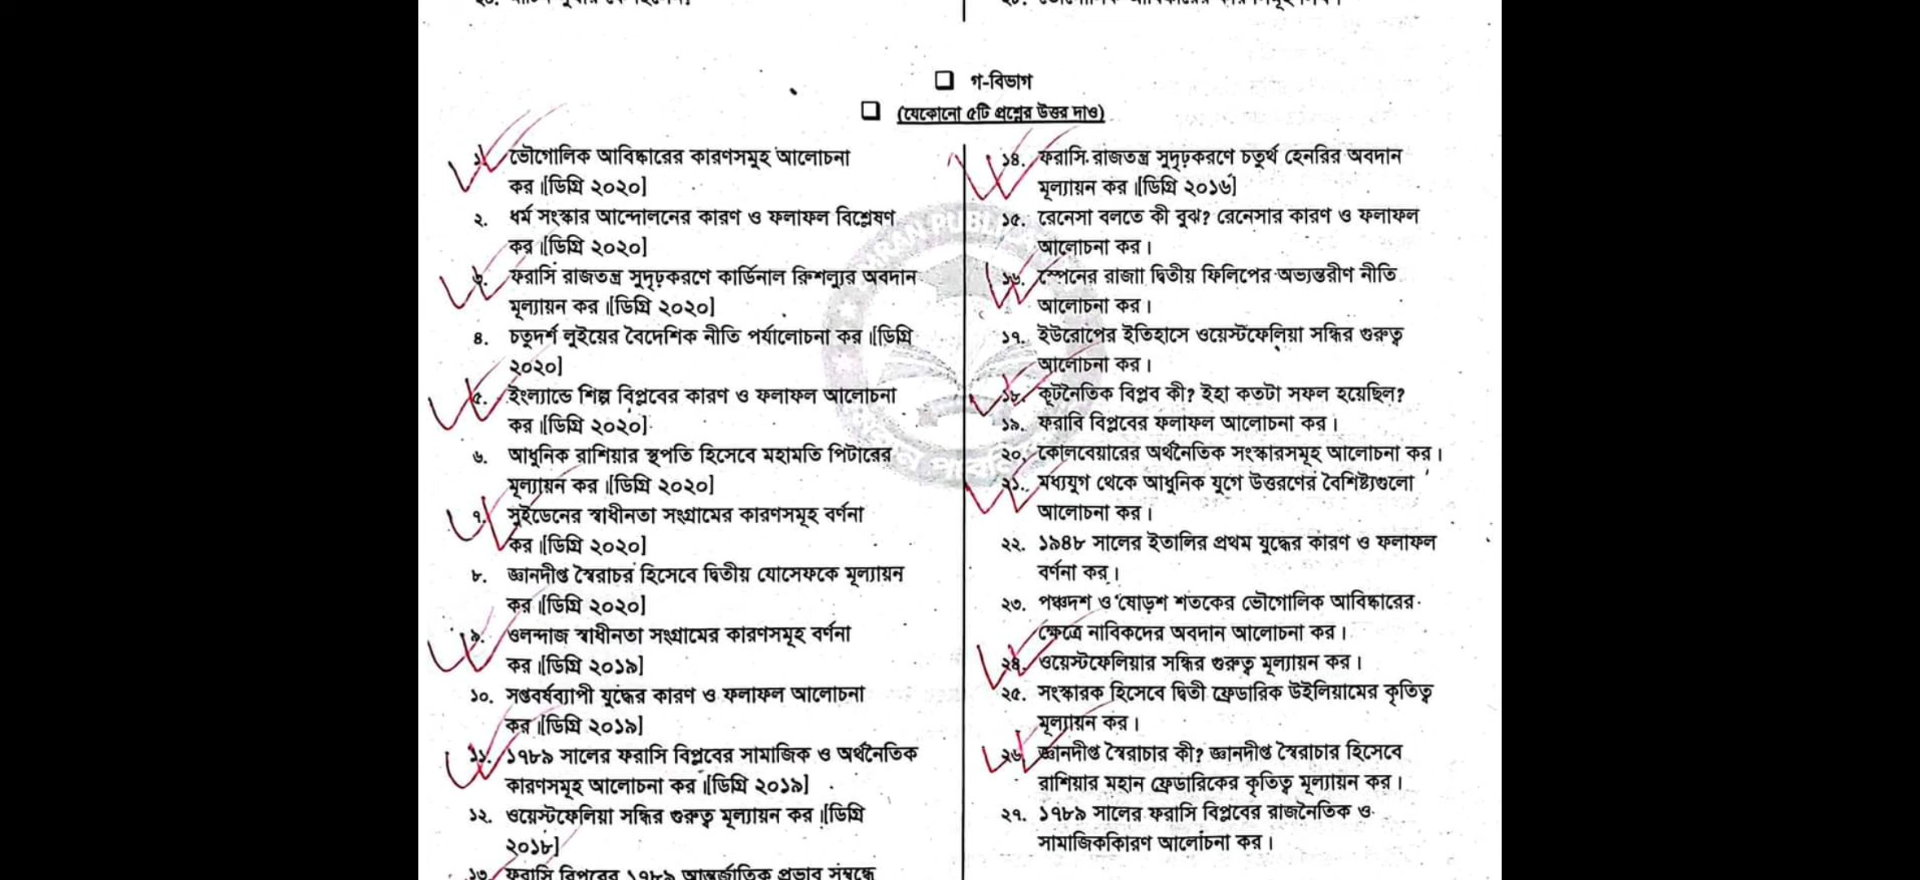 গ-বিভাগ
(যেকোনো ৫টি প্রশ্নের উত্তর দাও)
১. ভৌগোলিক আবিষ্কারের কারণসমূহ আলোচনা
কর।[ডিগ্রি ২০২০]
২. ধর্ম সংস্কার আন্দোলনের কারণ ও ফলাফল বিশ্লেষণ
কর।[ডিগ্রি ২০২০]
৩. ফরাসি রাজতন্ত্র সুদৃঢ়করণে কার্ডিনাল রিুশল্যুর অবদান
মূল্যায়ন কর।[ডিগ্রি ২০২০]
৪. চতুদর্শ লুইয়ের বৈদেশিক নীতি পর্যালোচনা কর।[ডিগ্রি
২০২০]
৫. ইংল্যান্ডে শিল্প বিপ্লবের কারণ ও ফলাফল আলোচনা
কর।[ডিগ্রি ২০২০]
৬. আধুনিক রাশিয়ার স্থপতি হিসেবে মহামতি পিটারের
মূল্যায়ন কর।[ডিগ্রি ২০২০]
৭. সুইডেনের স্বাধীনতা সংগ্রামের কারণসমূহ বর্ণনা
কর।[ডিগ্রি ২০২০]
৮. জ্ঞানদীপ্ত স্বৈরাচর হিসেবে দ্বিতীয় যোসেফকে মূল্যায়ন
কর।[ডিগ্রি ২০২০]
৯. ওলন্দাজ স্বাধীনতা সংগ্রামের কারণসমূহ বর্ণনা
কর।[ডিগ্রি ২০১৯]
১০. সপ্তবর্ষব্যাপী যুদ্ধের কারণ ও ফলাফল আলোচনা
কর।[ডিগ্রি ২০১৯]
১১. ১৭৮৯ সালের ফরাসি বিপ্লবের সামাজিক ও অর্থনৈতিক
কারণসমূহ আলোচনা কর।[ডিগ্রি ২০১৯]
১২. ওয়েস্টফেলিয়া সন্ধির গুরুত্ব মূল্যায়ন কর।[ডিগ্রি
২০১৮]
১৩. ফরাসি বিপ্লবের ১৭৮৯ আন্তর্জাতিক প্রভাব সম্বন্ধে
১৪. ফরাসি রাজতন্ত্র সুদৃঢ়করণে চতুর্থ হেনরির অবদান
মূল্যায়ন কর।[ডিগ্রি ২০১৬]
১৫. রেনেসা বলতে কী বুঝ? রেনেসার কারণ ও ফলাফল
আলোচনা কর।
১৬. স্পেনের রাজাা দ্বিতীয় ফিলিপের অভ্যন্তরীণ নীতি
আলোচনা কর।
১৭. ইউরোপের ইতিহাসে ওয়েস্টফেলিয়া সন্ধির গুরুত্ব
আলোচনা কর।
১৮. কূটনৈতিক বিপ্লব কী? ইহা কতটা সফল হয়েছিল?
১৯. ফরাবি বিপ্লবের ফলাফল আলোচনা কর।
২০. কোলবেয়ারের অর্থনৈতিক সংস্কারসমূহ আলোচনা কর।
২১. মধ্যযুগ থেকে আধুনিক যুগে উত্তরণের বৈশিষ্ট্যগুলো
আলোচনা কর।
২২. ১৯৪৮ সালের ইতালির প্রথম যুদ্ধের কারণ ও ফলাফল
বর্ণনা কর।
২৩. পঞ্চদশ ও ষোড়শ শতকের ভৌগোলিক আবিষ্কারের
ক্ষেত্রে নাবিকদের অবদান আলোচনা কর।
২৪. ওয়েস্টফেলিয়ার সন্ধির গুরুত্ব মূল্যায়ন কর।
২৫. সংস্কারক হিসেবে দ্বিতী ফ্রেডারিক উইলিয়ামের কৃতিত্ব
মূল্যায়ন কর।
২৬. জ্ঞানদীপ্ত স্বৈরাচার কী? জ্ঞানদীপ্ত স্বৈরাচার হিসেবে
রাশিয়ার মহান ফ্রেডারিকের কৃতিত্ব মূল্যায়ন কর।
২৭. ১৭৮৯ সালের ফরাসি বিপ্লবের রাজনৈতিক ও
সামাজিককিারণ আলোচনা কর।